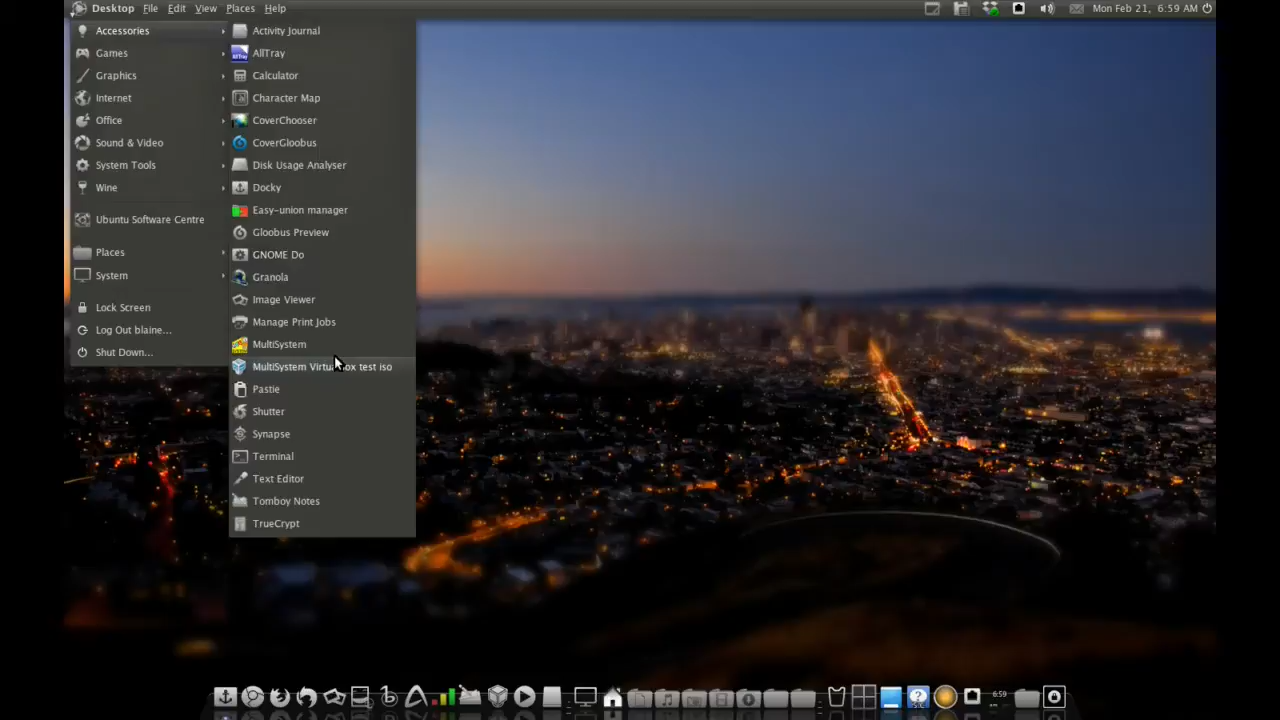 Desktop File Edit View Places Help
Mon Feb 21, 6:59 AM
Accessories
Games
Graphics
Internet
Office
Sound & Video
System Tools
Wine
Ubuntu Software Centre
Places
System
Lock Screen
Log Out blaine...
Shut Down...
Activity Journal
AllTray
Calculator
Character Map
CoverChooser
CoverGloobus
Disk Usage Analyser
Docky
Easy-union manager
Gloobus Preview
GNOME Do
Granola
Image Viewer
Manage Print Jobs
MultiSystem
MultiSystem VirtualBox test iso
Pastie
Shutter
Synapse
Terminal
Text Editor
Tomboy Notes
TrueCrypt
6:59